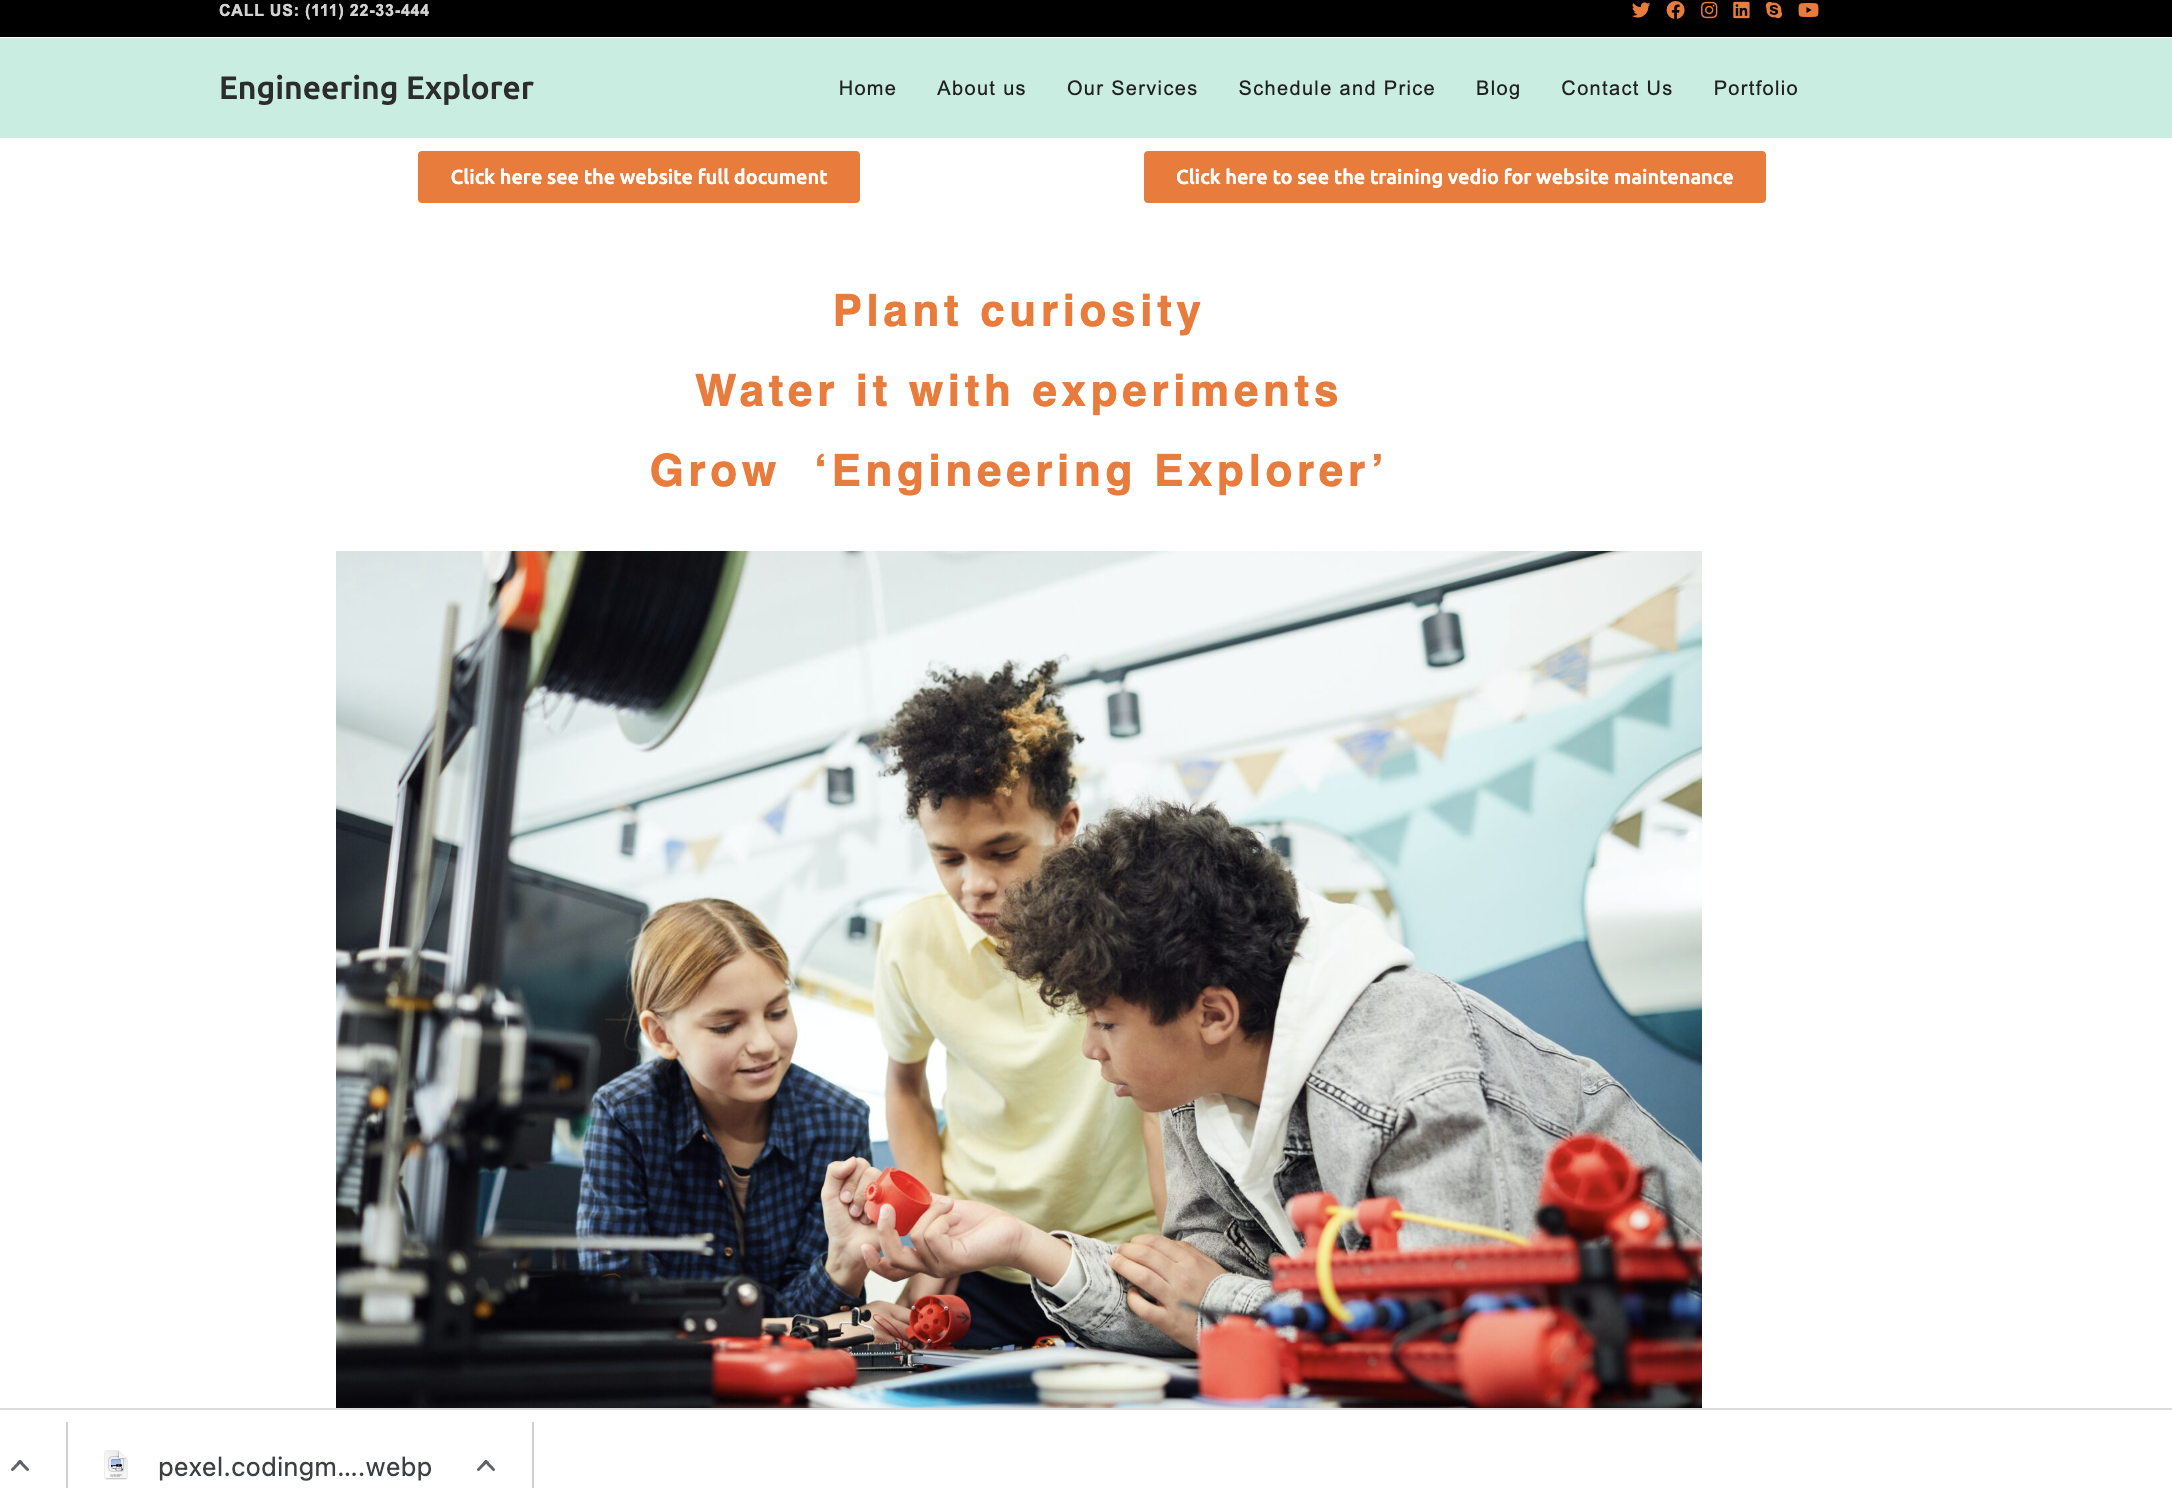 CALL US: (111) 22-33-444
Engineering Explorer
Home About us Our Services Schedule and Price Blog Contact Us Portfolio
Click here see the website full document
Click here to see the training vedio for website maintenance
Plant curiosity
Water it with experiments
Grow ‘Engineering Explorer’
pexel.codingm....webp